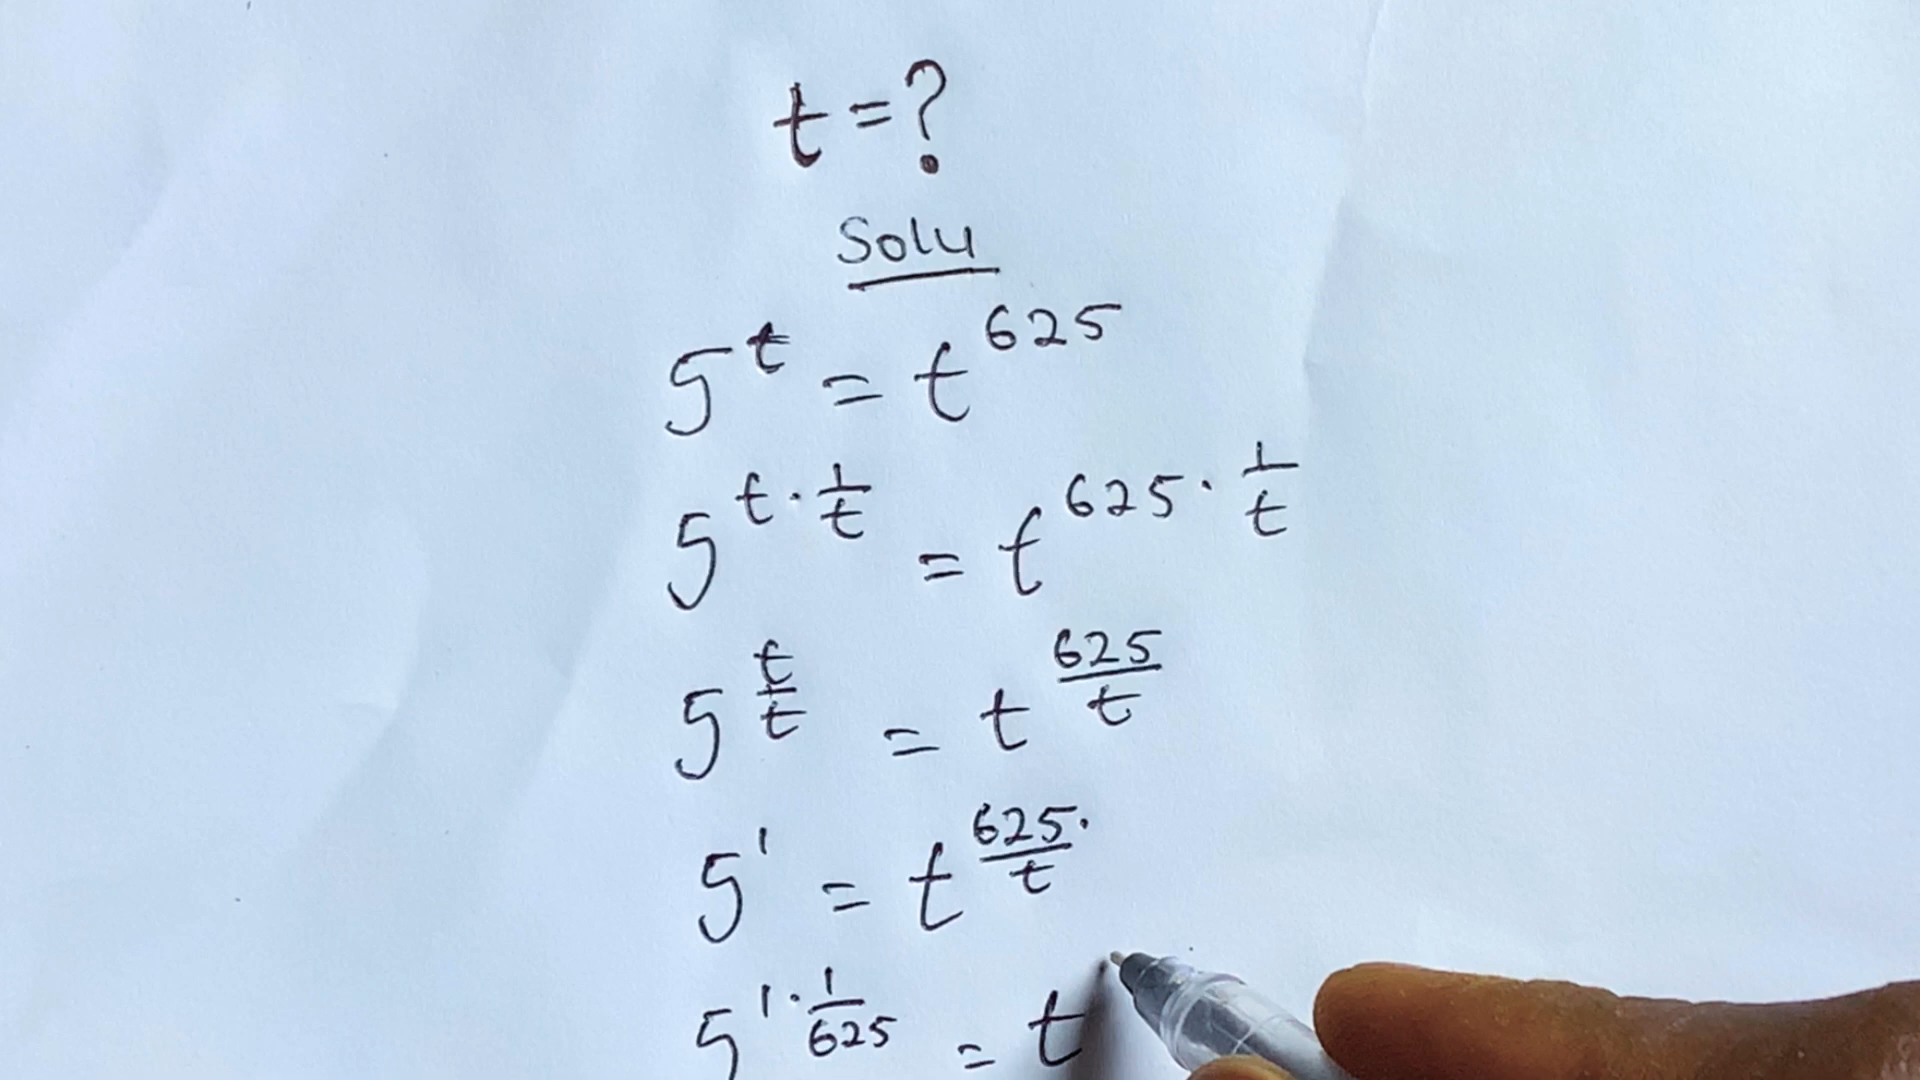 t = ?
Solu
5^t = t^625
5^(t · 1/t) = t^(625 · 1/t)
5^(t/t) = t^(625/t)
5^1 = t^(625/t) ·
5^(1 · 1/625) = t